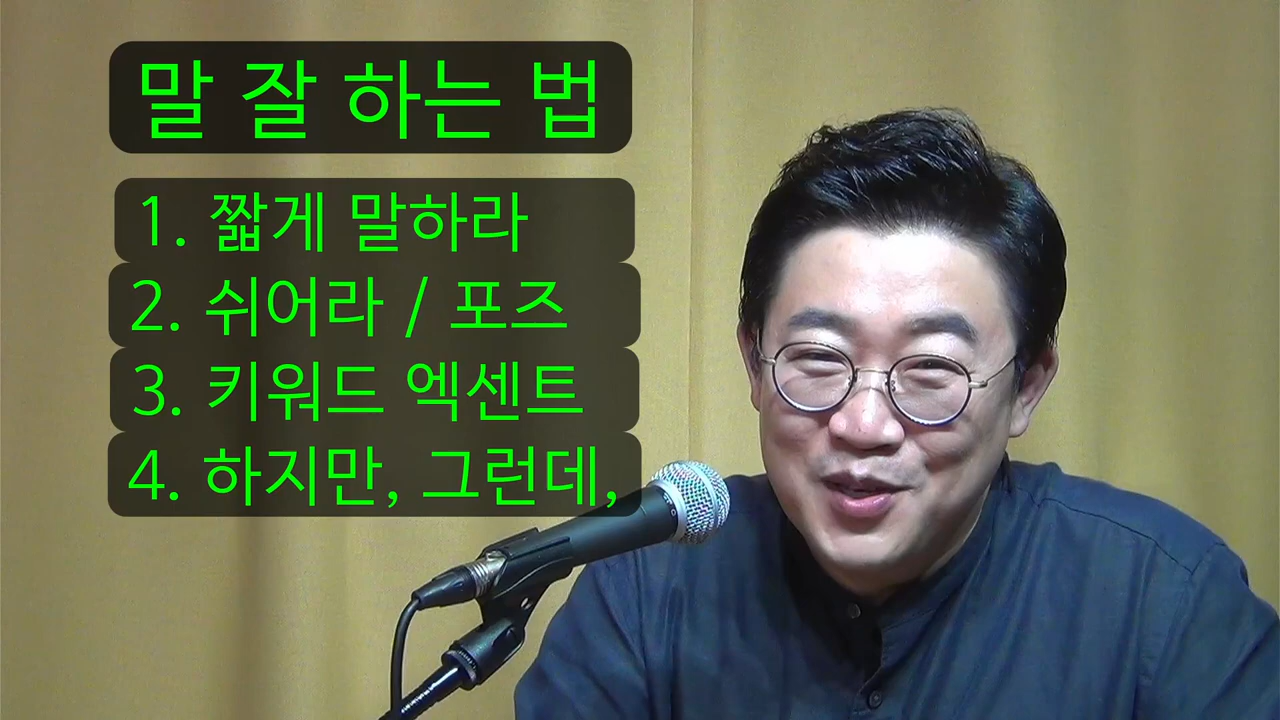 말 잘 하는 법
1. 짧게 말하라
2. 쉬어라 / 포즈
3. 키워드 엑센트
4. 하지만, 그런데,